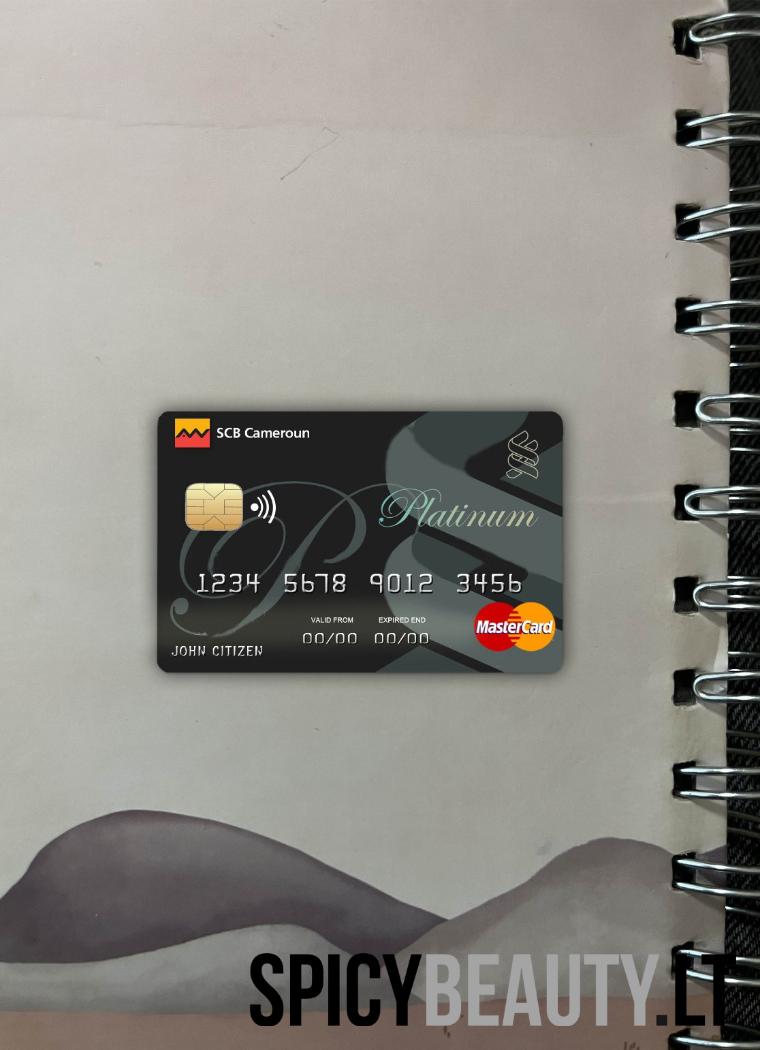 SCB Cameroun
Platinum
1234 5678 9012 3456
VALID FROM EXPIRED END
00/00 00/00
MasterCard
JOHN CITIZEN
SPICYBEAUTY.LT